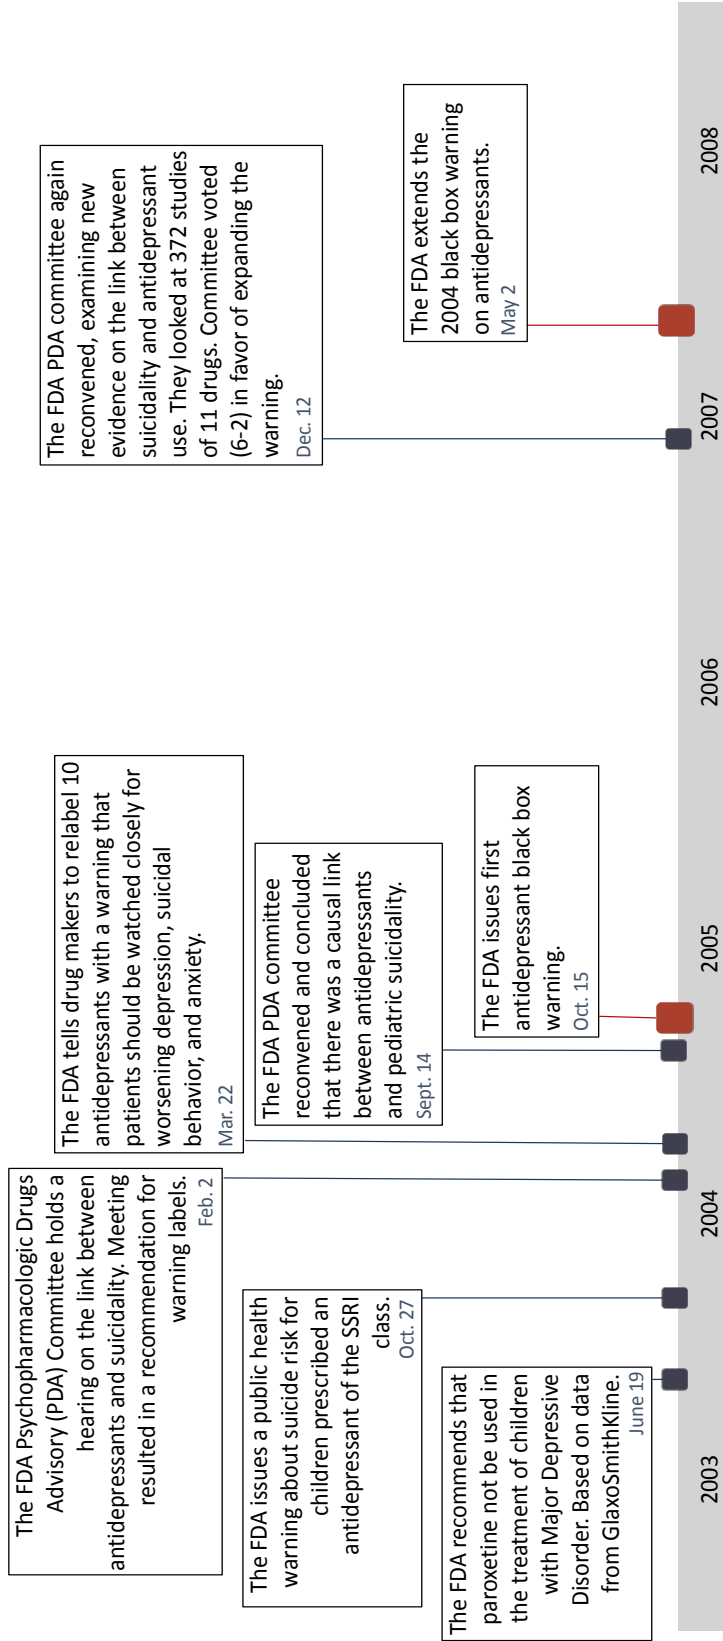 The FDA recommends that
paroxetine not be used in
the treatment of children
with Major Depressive
Disorder. Based on data
from GlaxoSmithKline.
June 19
The FDA issues a public health
warning about suicide risk for
children prescribed an
antidepressant of the SSRI
class.
Oct. 27
The FDA Psychopharmacologic Drugs
Advisory (PDA) Committee holds a
hearing on the link between
antidepressants and suicidality. Meeting
resulted in a recommendation for
warning labels.
Feb. 2
The FDA tells drug makers to relabel 10
antidepressants with a warning that
patients should be watched closely for
worsening depression, suicidal
behavior, and anxiety.
Mar. 22
The FDA PDA committee
reconvened and concluded
that there was a causal link
between antidepressants
and pediatric suicidality.
Sept. 14
The FDA issues first
antidepressant black box
warning.
Oct. 15
The FDA PDA committee again
reconvened, examining new
evidence on the link between
suicidality and antidepressant
use. They looked at 372 studies
of 11 drugs. Committee voted
(6-2) in favor of expanding the
warning.
Dec. 12
The FDA extends the
2004 black box warning
on antidepressants.
May 2
2003
2004
2005
2006
2007
2008